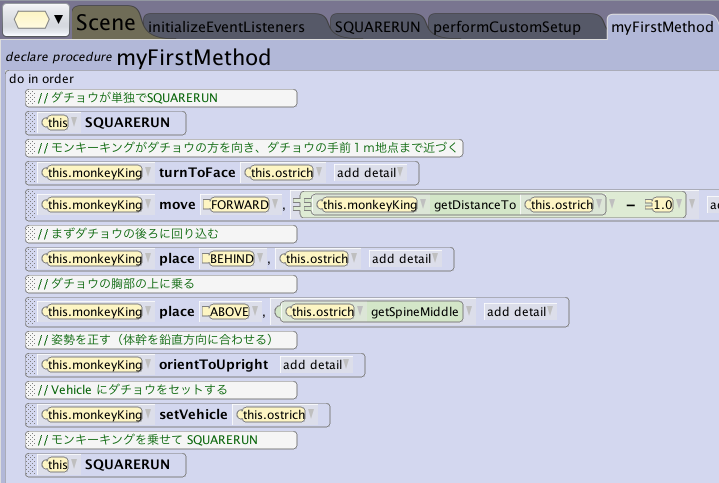 Scene initializeEventListeners SQUARERUN performCustomSetup myFirstMethod
declare procedure myFirstMethod
do in order
// ダチョウが単独でSQUARERUN
this SQUARERUN
// モンキーキングがダチョウの方を向き、ダチョウの手前１ｍ地点まで近づく
this.monkeyKing turnToFace this.ostrich add detail
this.monkeyKing move FORWARD , this.monkeyKing getDistanceTo this.ostrich - 1.0
// まずダチョウの後ろに回り込む
this.monkeyKing place BEHIND , this.ostrich add detail
// ダチョウの胸部の上に乗る
this.monkeyKing place ABOVE , this.ostrich getSpineMiddle add detail
// 姿勢を正す（体幹を鉛直方向に合わせる）
this.monkeyKing orientToUpright add detail
// Vehicle にダチョウをセットする
this.monkeyKing setVehicle this.ostrich
// モンキーキングを乗せて SQUARERUN
this SQUARERUN